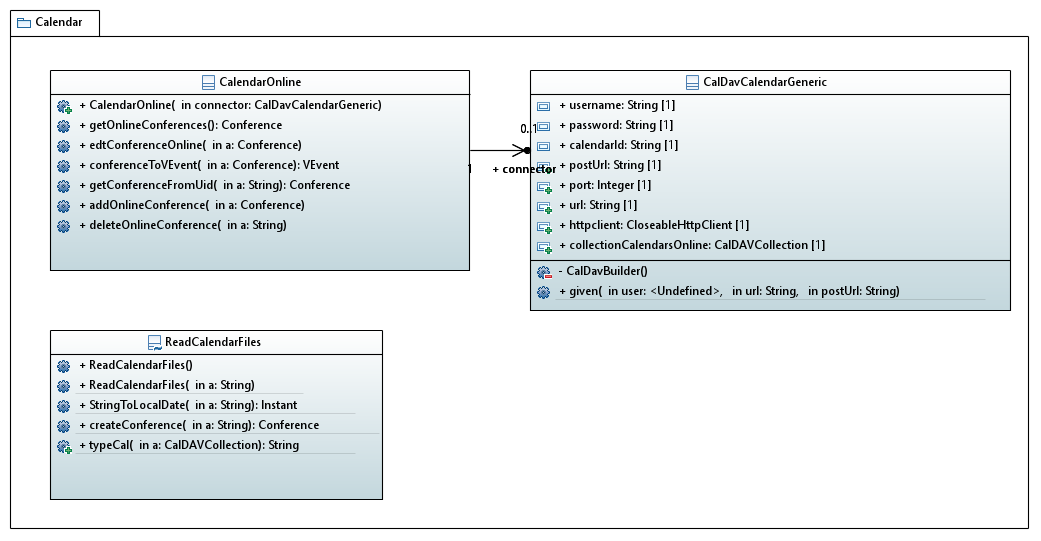 Calendar
CalendarOnline
+ CalendarOnline( in connector: CalDavCalendarGeneric)
+ getOnlineConferences(): Conference
+ edtConferenceOnline( in a: Conference)
+ conferenceToVEvent( in a: Conference): VEvent
+ getConferenceFromUid( in a: String): Conference
+ addOnlineConference( in a: Conference)
+ deleteOnlineConference( in a: String)
0..1
1
+ connector
CalDavCalendarGeneric
+ username: String [1]
+ password: String [1]
+ calendarId: String [1]
+ postUrl: String [1]
+ port: Integer [1]
+ url: String [1]
+ httpclient: CloseableHttpClient [1]
+ collectionCalendarsOnline: CalDAVCollection [1]
- CalDavBuilder()
+ given( in user: <Undefined>, in url: String, in postUrl: String)
ReadCalendarFiles
+ ReadCalendarFiles()
+ ReadCalendarFiles( in a: String)
+ StringToLocalDate( in a: String): Instant
+ createConference( in a: String): Conference
+ typeCal( in a: CalDAVCollection): String